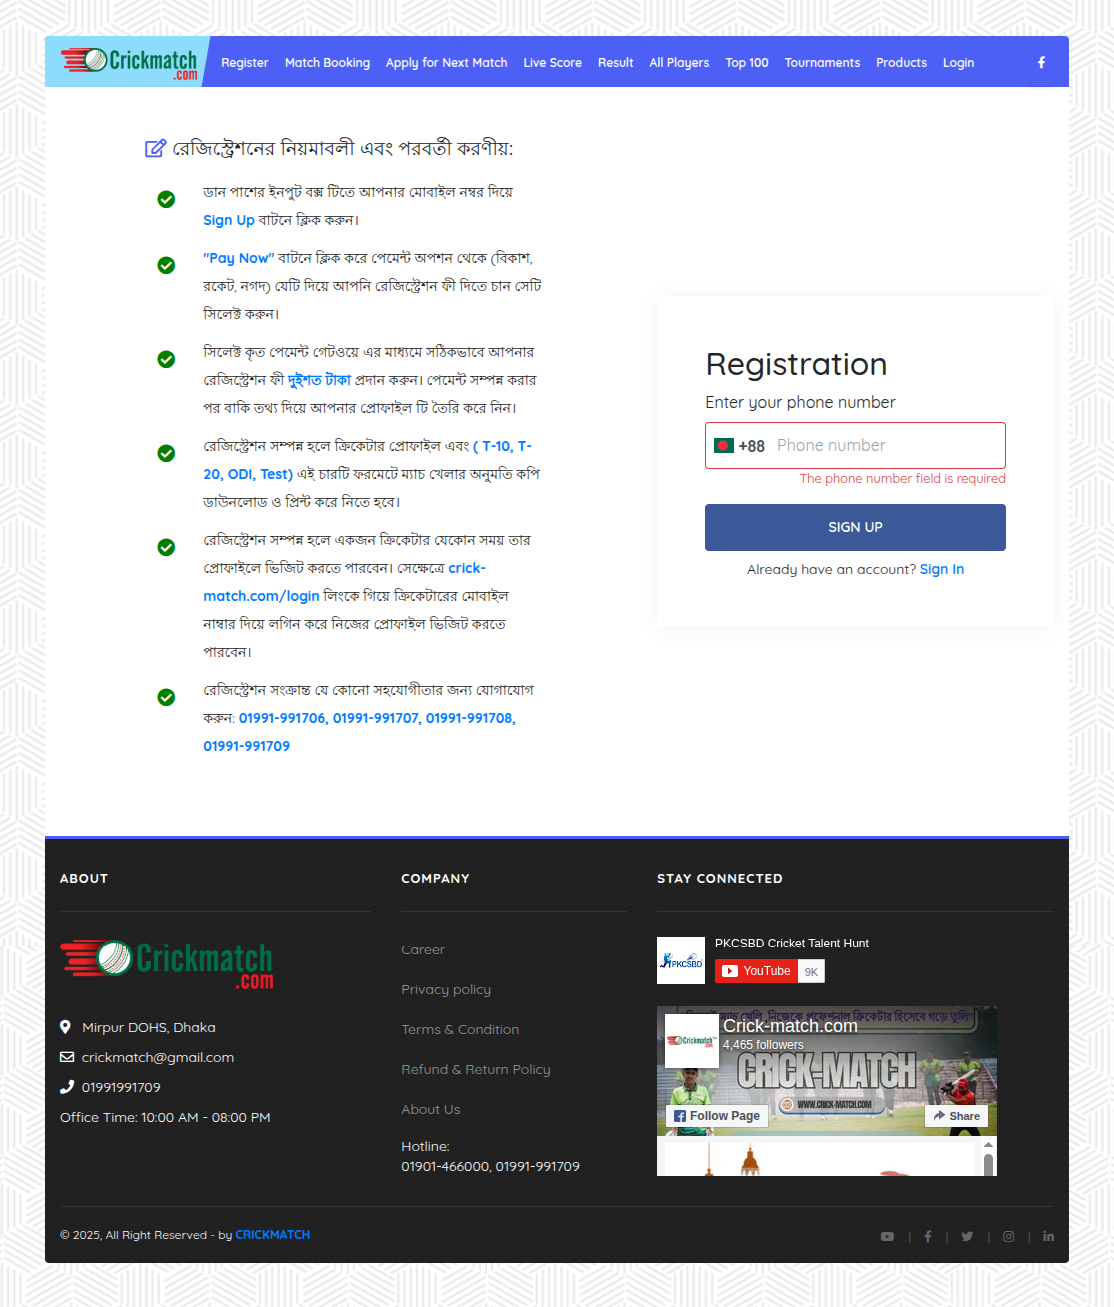 Crickmatch
.com
Register Match Booking Apply for Next Match Live Score Result All Players Top 100 Tournaments Products Login
রেজিস্ট্রেশনের নিয়মাবলী এবং পরবর্তী করণীয়:
ডান পাশের ইনপুট বক্স টিতে আপনার মোবাইল নম্বর দিয়ে
Sign Up বাটনে ক্লিক করুন।
"Pay Now" বাটনে ক্লিক করে পেমেন্ট অপশন থেকে (বিকাশ,
রকেট, নগদ) যেটি দিয়ে আপনি রেজিস্ট্রেশন ফী দিতে চান সেটি
সিলেক্ট করুন।
সিলেক্ট কৃত পেমেন্ট গেটওয়ে এর মাধ্যমে সঠিকভাবে আপনার
রেজিস্ট্রেশন ফী দুইশত টাকা প্রদান করুন। পেমেন্ট সম্পন্ন করার
পর বাকি তথ্য দিয়ে আপনার প্রোফাইল টি তৈরি করে নিন।
রেজিস্ট্রেশন সম্পন্ন হলে ক্রিকেটার প্রোফাইল এবং ( T-10, T-
20, ODI, Test) এই চারটি ফরমেটে ম্যাচ খেলার অনুমতি কপি
ডাউনলোড ও প্রিন্ট করে নিতে হবে।
রেজিস্ট্রেশন সম্পন্ন হলে একজন ক্রিকেটার যেকোন সময় তার
প্রোফাইলে ভিজিট করতে পারবেন। সেক্ষেত্রে crick-
match.com/login লিংকে গিয়ে ক্রিকেটারের মোবাইল
নাম্বার দিয়ে লগিন করে নিজের প্রোফাইল ভিজিট করতে
পারবেন।
রেজিস্ট্রেশন সংক্রান্ত যে কোনো সহযোগীতার জন্য যোগাযোগ
করুন: 01991-991706, 01991-991707, 01991-991708,
01991-991709
Registration
Enter your phone number
+88 Phone number
The phone number field is required
SIGN UP
Already have an account? Sign In
ABOUT
Crickmatch
.com
Mirpur DOHS, Dhaka
crickmatch@gmail.com
01991991709
Office Time: 10:00 AM - 08:00 PM
COMPANY
Career
Privacy policy
Terms & Condition
Refund & Return Policy
About Us
Hotline:
01901-466000, 01991-991709
STAY CONNECTED
PKCSBD
PKCSBD Cricket Talent Hunt
YouTube 9K
Crickmatch
.com
Crick-match.com
4,465 followers
CRICK-MATCH
WWW.CRICK-MATCH.COM
Follow Page
Share
© 2025, All Right Reserved - by CRICKMATCH